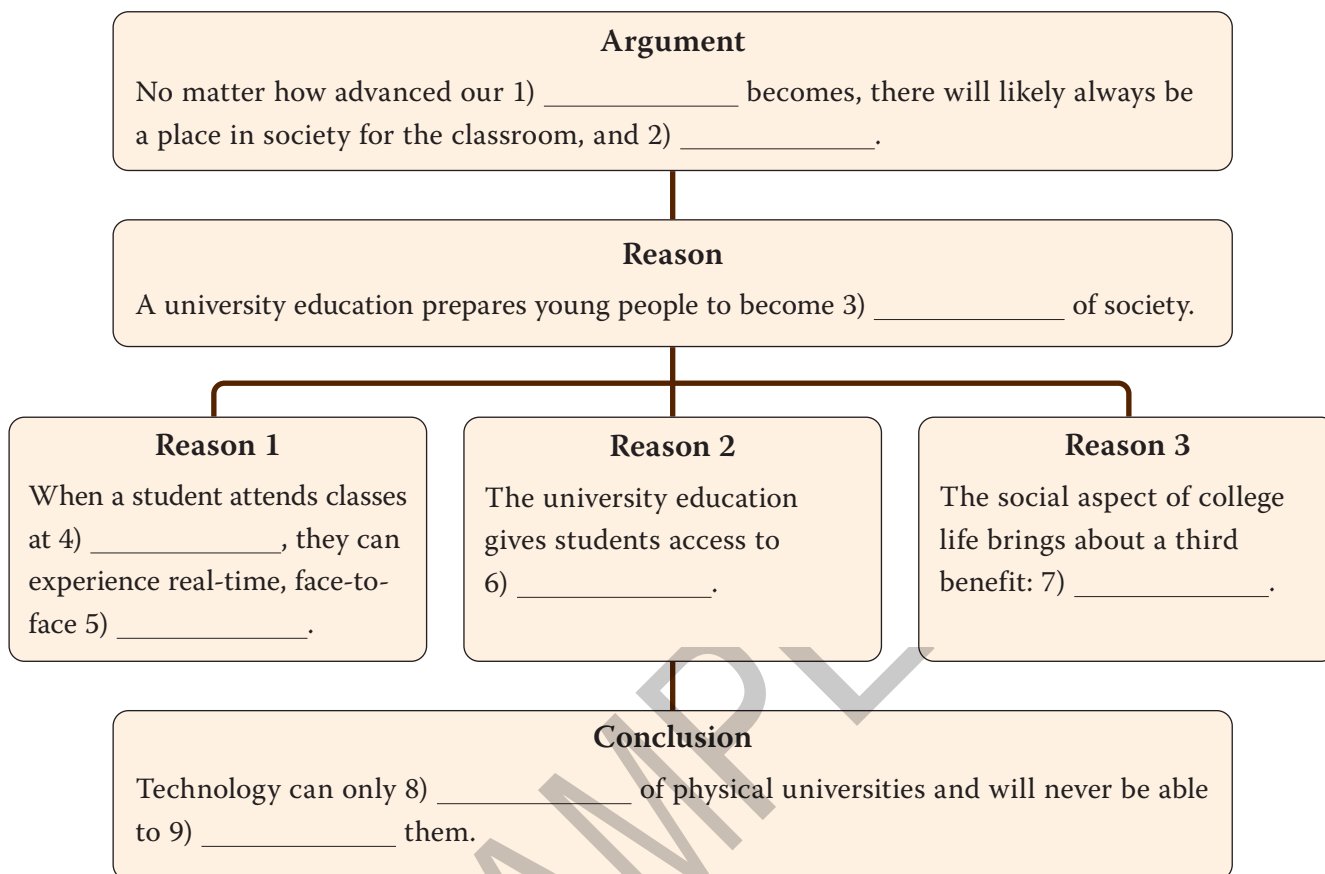 Argument
No matter how advanced our 1) ____________ becomes, there will likely always be
a place in society for the classroom, and 2) ____________.
Reason
A university education prepares young people to become 3) ____________ of society.
Reason 1
When a student attends classes
at 4) ____________, they can
experience real-time, face-to-
face 5) ____________.
Reason 2
The university education
gives students access to
6) ____________.
Reason 3
The social aspect of college
life brings about a third
benefit: 7) ____________.
Conclusion
Technology can only 8) ____________ of physical universities and will never be able
to 9) ____________ them.